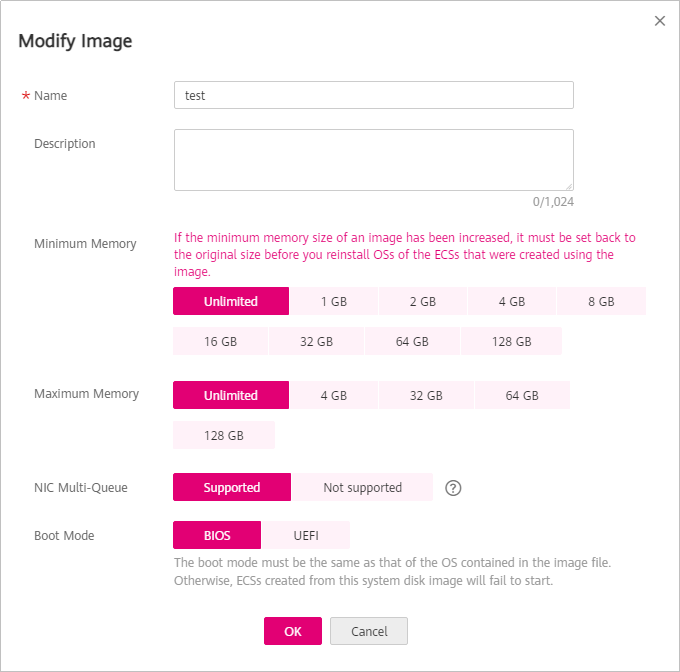 Modify Image
* Name
test
Description
0/1,024
Minimum Memory
If the minimum memory size of an image has been increased, it must be set back to
the original size before you reinstall OSs of the ECSs that were created using the
image.
Unlimited 1 GB 2 GB 4 GB 8 GB
16 GB 32 GB 64 GB 128 GB
Maximum Memory
Unlimited 4 GB 32 GB 64 GB
128 GB
NIC Multi-Queue
Supported Not supported ?
Boot Mode
BIOS UEFI
The boot mode must be the same as that of the OS contained in the image file.
Otherwise, ECSs created from this system disk image will fail to start.
OK Cancel